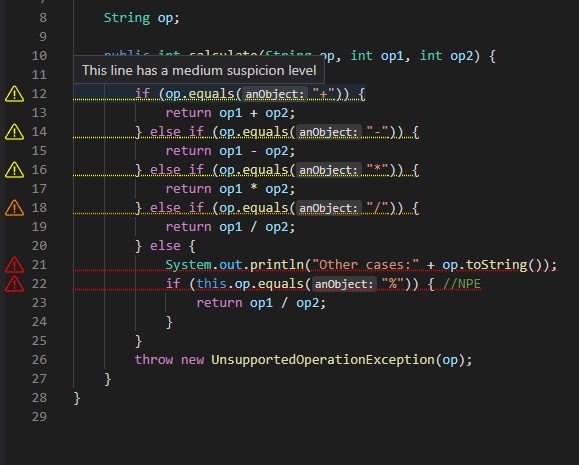 8 String op;
9
10 public int calculate(String op, int op1, int op2) {
This line has a medium suspicion level
11
12 if (op.equals(anObject: "+")) {
13 return op1 + op2;
14 } else if (op.equals(anObject: "-")) {
15 return op1 - op2;
16 } else if (op.equals(anObject: "*")) {
17 return op1 * op2;
18 } else if (op.equals(anObject: "/")) {
19 return op1 / op2;
20 } else {
21 System.out.println("Other cases:" + op.toString());
22 if (this.op.equals(anObject: "%")) { //NPE
23 return op1 / op2;
24 }
25 }
26 throw new UnsupportedOperationException(op);
27 }
28 }
29